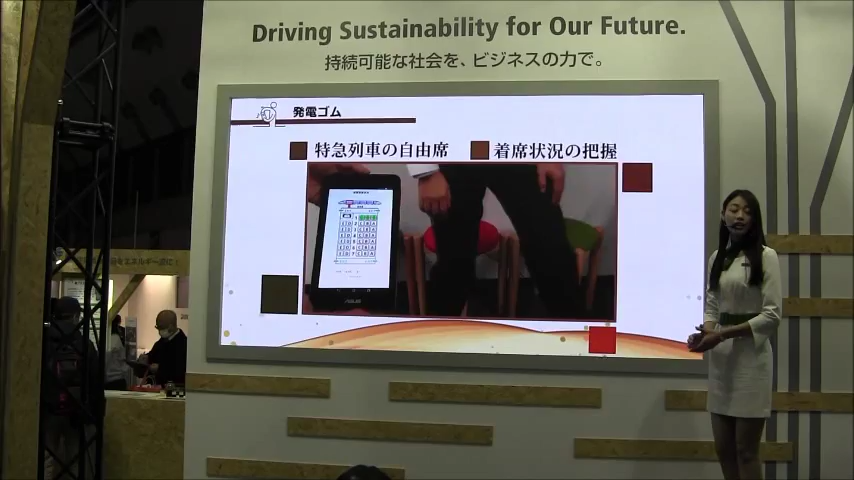 Driving Sustainability for Our Future.
持続可能な社会を、ビジネスの力で。
発電ゴム
特急列車の自由席
着席状況の把握
ASUS